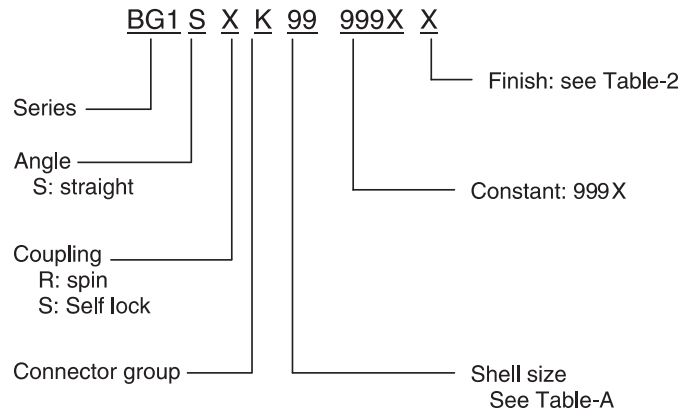 BG1 S X K 99 999X X
Finish: see Table-2
Series
Angle
S: straight
Constant: 999X
Coupling
R: spin
S: Self lock
Connector group
Shell size
See Table-A